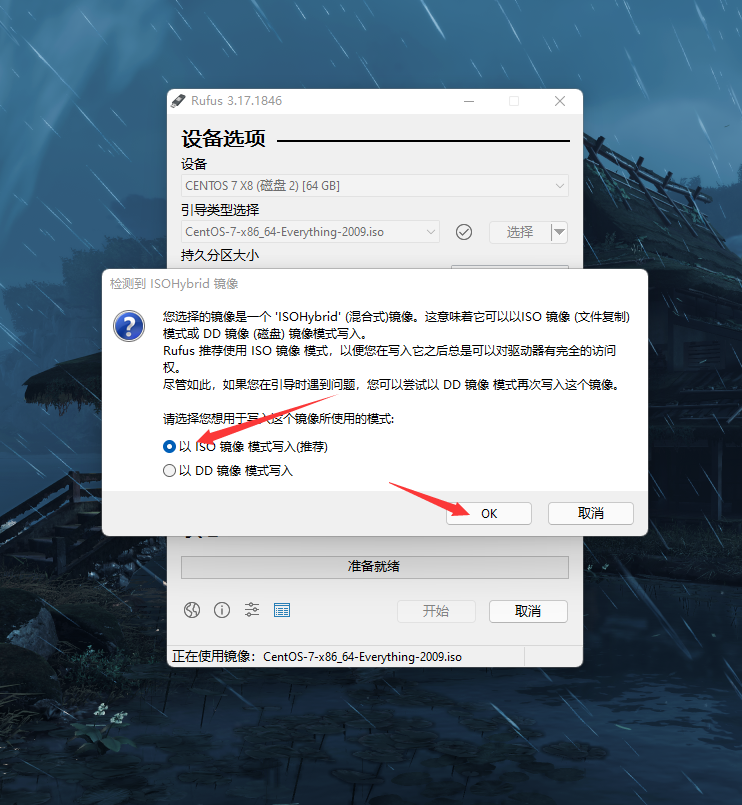 Rufus 3.17.1846
设备选项
设备
CENTOS 7 X8 (磁盘 2) [64 GB]
引导类型选择
CentOS-7-x86_64-Everything-2009.iso
选择
持久分区大小
检测到 ISOHybrid 镜像
您选择的镜像是一个 'ISOHybrid' (混合式)镜像。这意味着它可以以ISO 镜像 (文件复制)
模式或 DD 镜像 (磁盘) 镜像模式写入。
Rufus 推荐使用 ISO 镜像 模式，以便您在写入它之后总是可以对驱动器有完全的访问
权。
尽管如此，如果您在引导时遇到问题，您可以尝试以 DD 镜像 模式再次写入这个镜像。
请选择您想用于写入这个镜像所使用的模式:
以 ISO 镜像 模式写入(推荐)
以 DD 镜像 模式写入
OK
取消
准备就绪
开始
取消
正在使用镜像：CentOS-7-x86_64-Everything-2009.iso